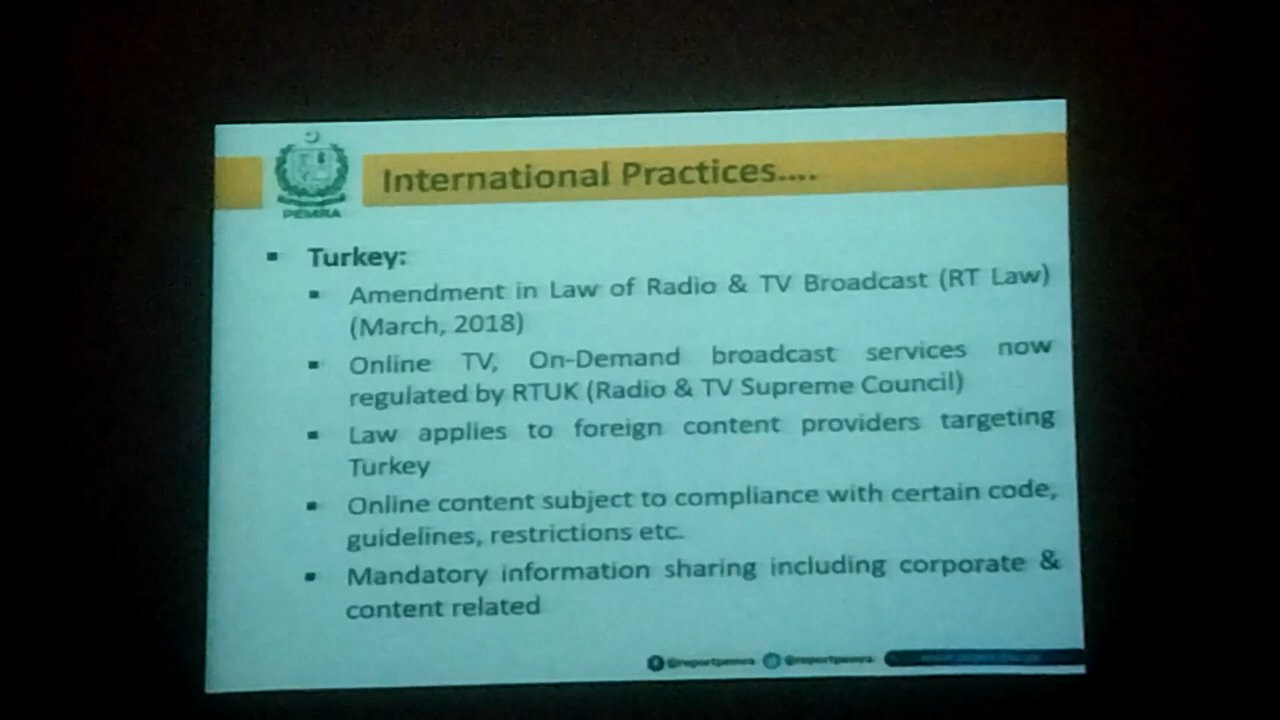 PEMRA
International Practices....
▪ Turkey:
▪ Amendment in Law of Radio & TV Broadcast (RT Law)
(March, 2018)
▪ Online TV, On-Demand broadcast services now
regulated by RTUK (Radio & TV Supreme Council)
▪ Law applies to foreign content providers targeting
Turkey
▪ Online content subject to compliance with certain code,
guidelines, restrictions etc.
▪ Mandatory information sharing including corporate &
content related
@reportpemra @reportpemra